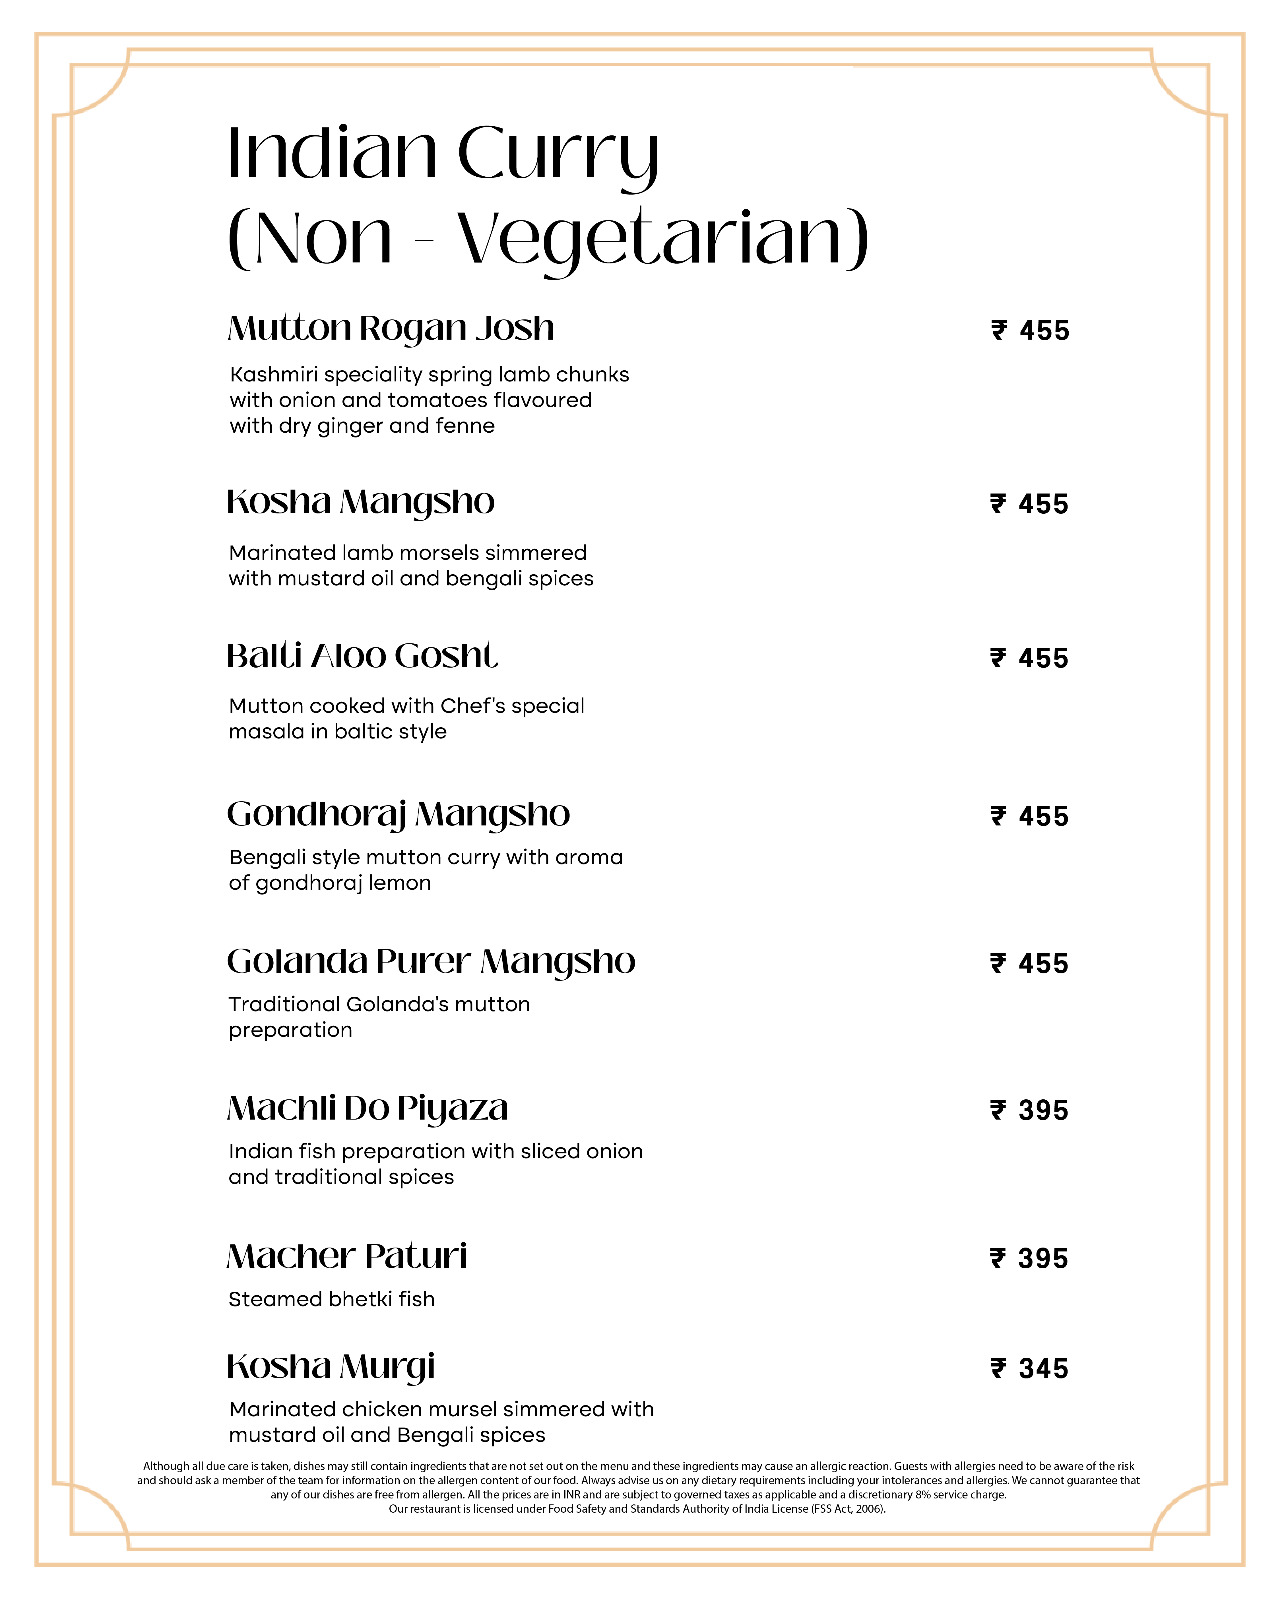 Indian Curry
(Non - Vegetarian)
Mutton Rogan Josh ₹ 455
Kashmiri speciality spring lamb chunks
with onion and tomatoes flavoured
with dry ginger and fenne
Kosha Mangsho ₹ 455
Marinated lamb morsels simmered
with mustard oil and bengali spices
Balti Aloo Gosht ₹ 455
Mutton cooked with Chef's special
masala in baltic style
Gondhoraj Mangsho ₹ 455
Bengali style mutton curry with aroma
of gondhoraj lemon
Golanda Purer Mangsho ₹ 455
Traditional Golanda's mutton
preparation
Machli Do Piyaza ₹ 395
Indian fish preparation with sliced onion
and traditional spices
Macher Paturi ₹ 395
Steamed bhetki fish
Kosha Murgi ₹ 345
Marinated chicken mursel simmered with
mustard oil and Bengali spices
Although all due care is taken, dishes may still contain ingredients that are not set out on the menu and these ingredients may cause an allergic reaction. Guests with allergies need to be aware of the risk
and should ask a member of the team for information on the allergen content of our food. Always advise us on any dietary requirements including your intolerances and allergies. We cannot guarantee that
any of our dishes are free from allergen. All the prices are in INR and are subject to governed taxes as applicable and a discretionary 8% service charge.
Our restaurant is licensed under Food Safety and Standards Authority of India License (FSS Act, 2006).